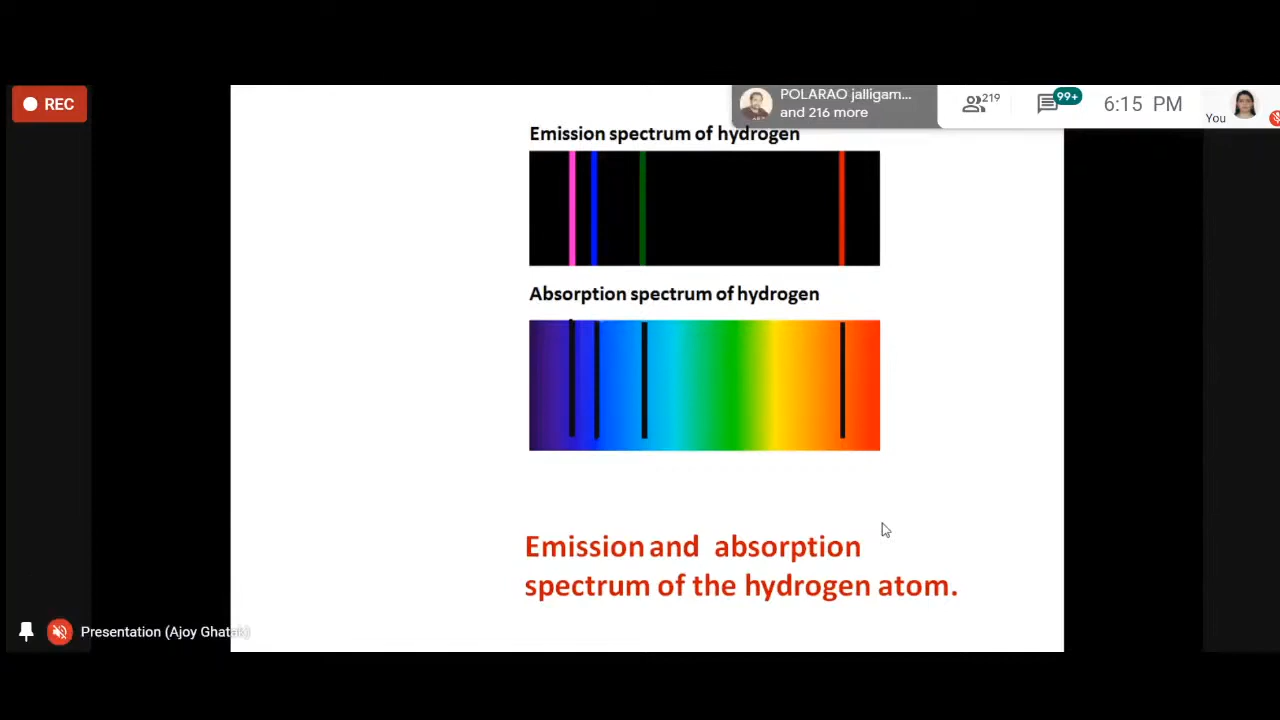 REC
POLARAO jalligam...
and 216 more
219
99+
6:15 PM
You
Emission spectrum of hydrogen
Absorption spectrum of hydrogen
Emission and absorption
spectrum of the hydrogen atom.
Presentation (Ajoy Ghatak)